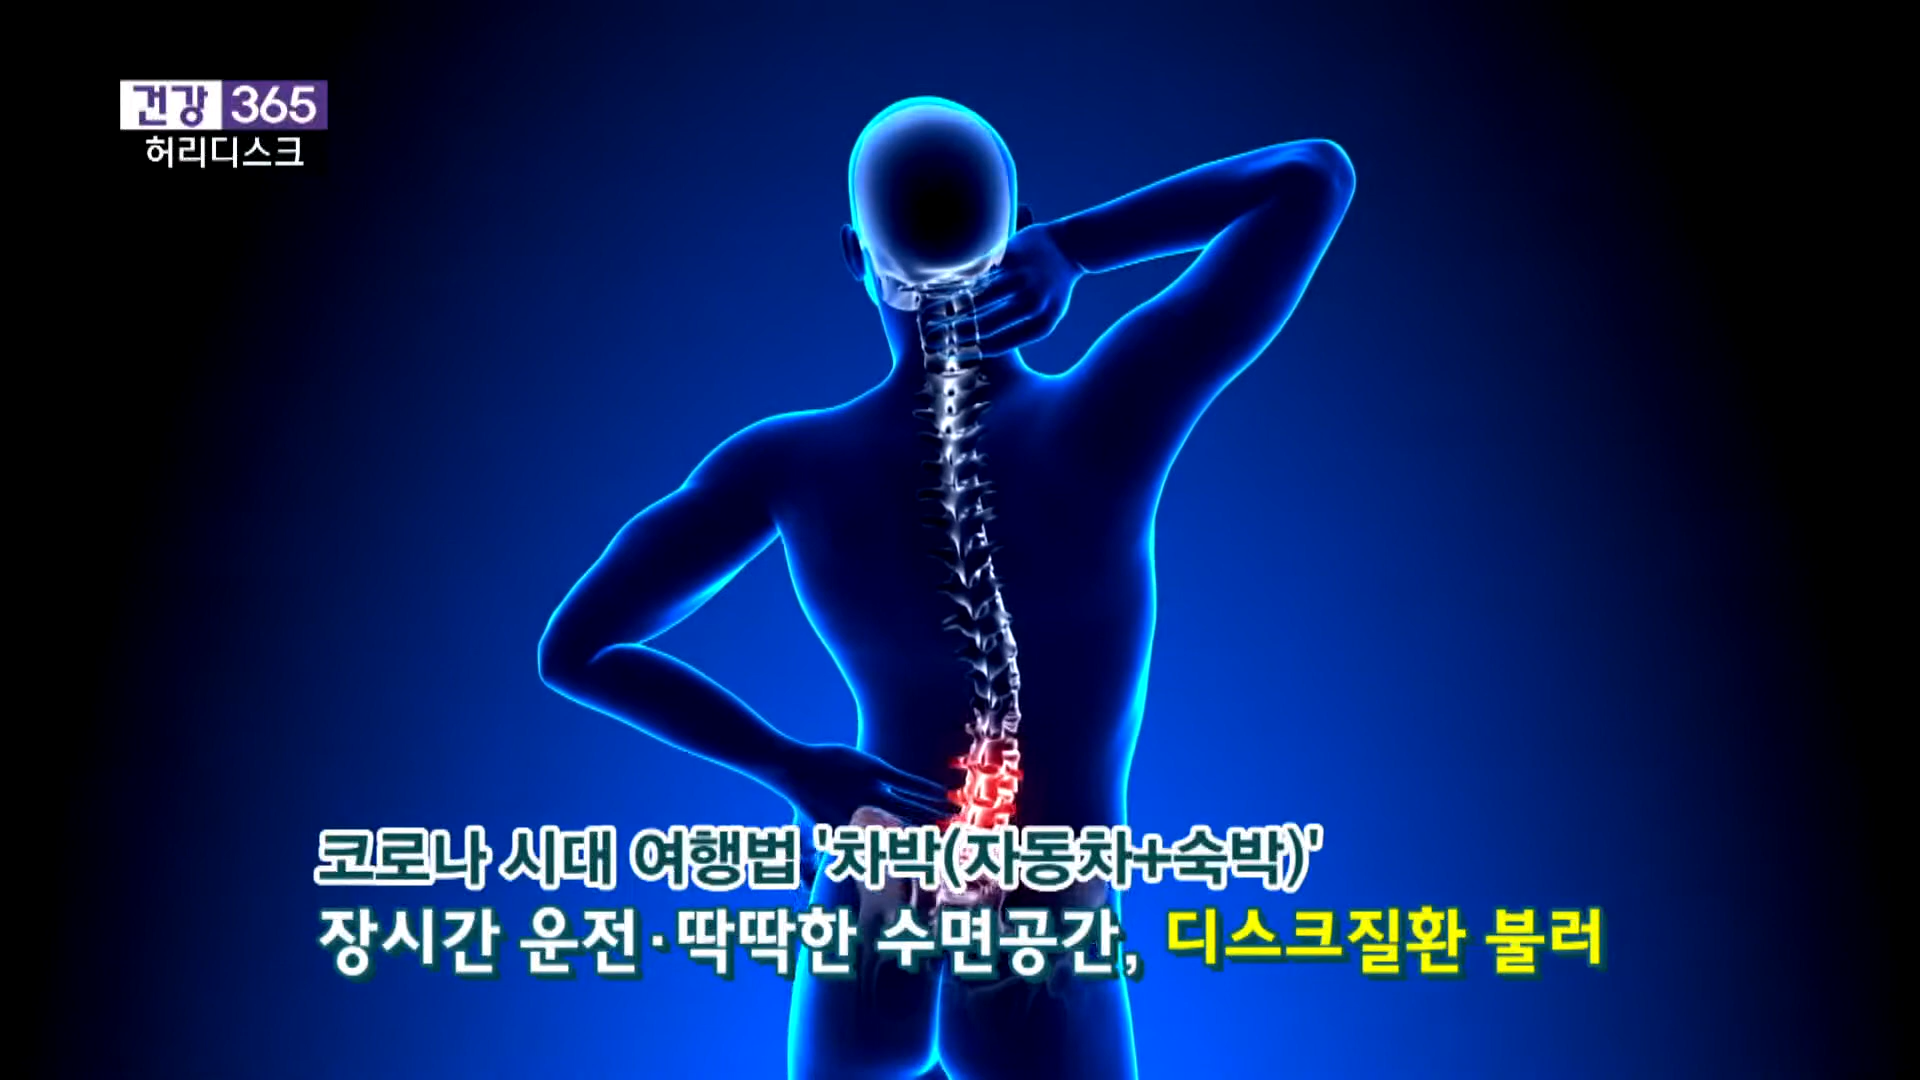 건강 365
허리디스크
코로나 시대 여행법 '차박(자동차+숙박)'
장시간 운전·딱딱한 수면공간, 디스크질환 불러